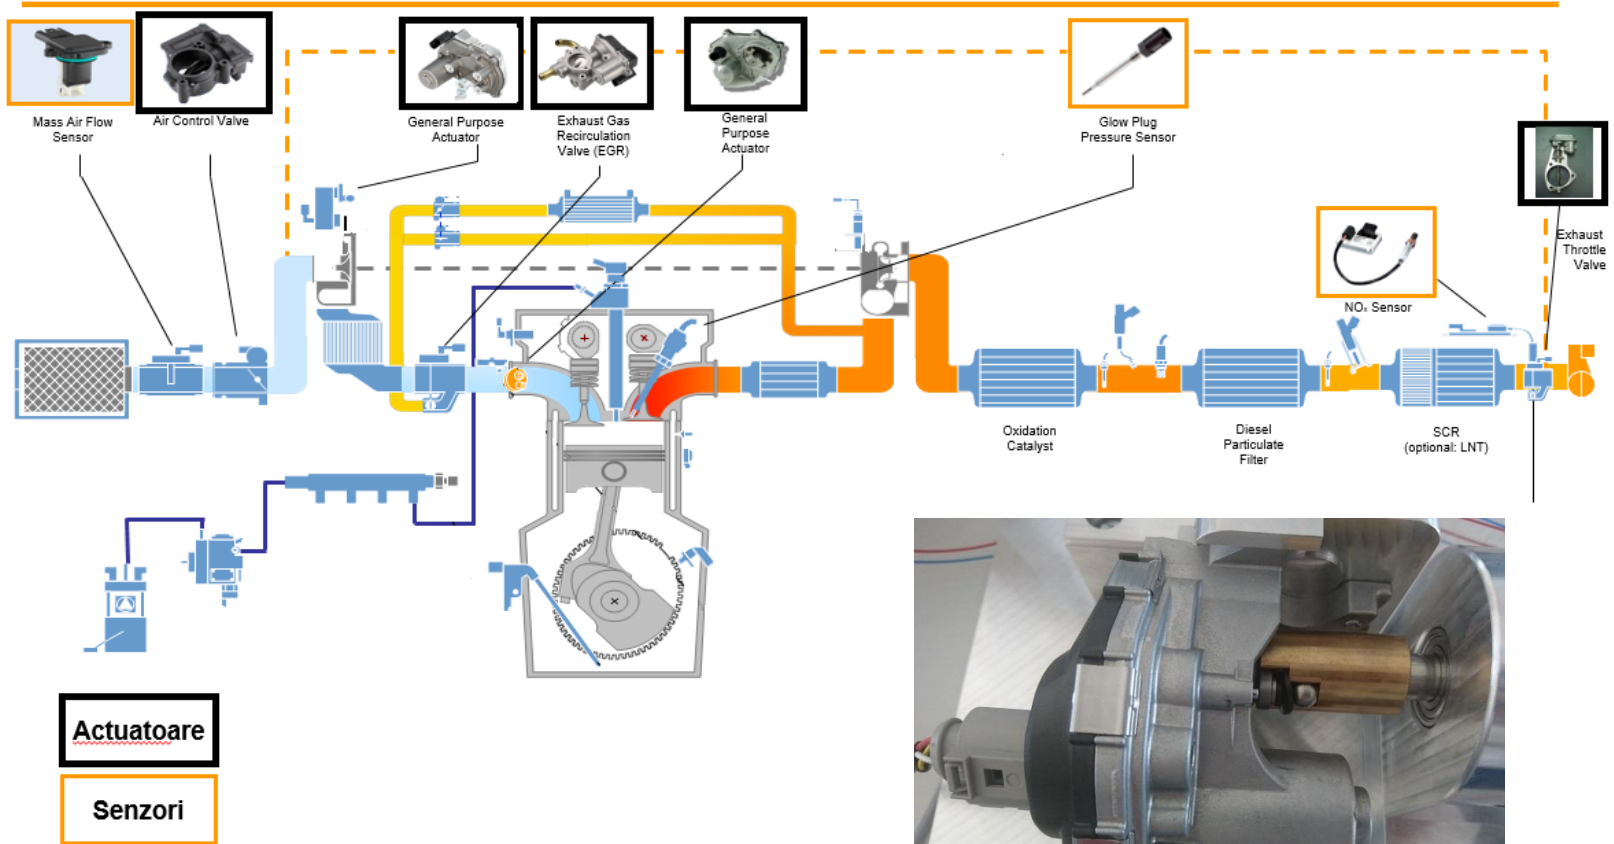 Mass Air Flow
Sensor
Air Control Valve
General Purpose
Actuator
Exhaust Gas
Recirculation
Valve (EGR)
General
Purpose
Actuator
Glow Plug
Pressure Sensor
Exhaust
Throttle
Valve
NOₓ Sensor
Oxidation
Catalyst
Diesel
Particulate
Filter
SCR
(optional: LNT)
Actuatoare
Senzori